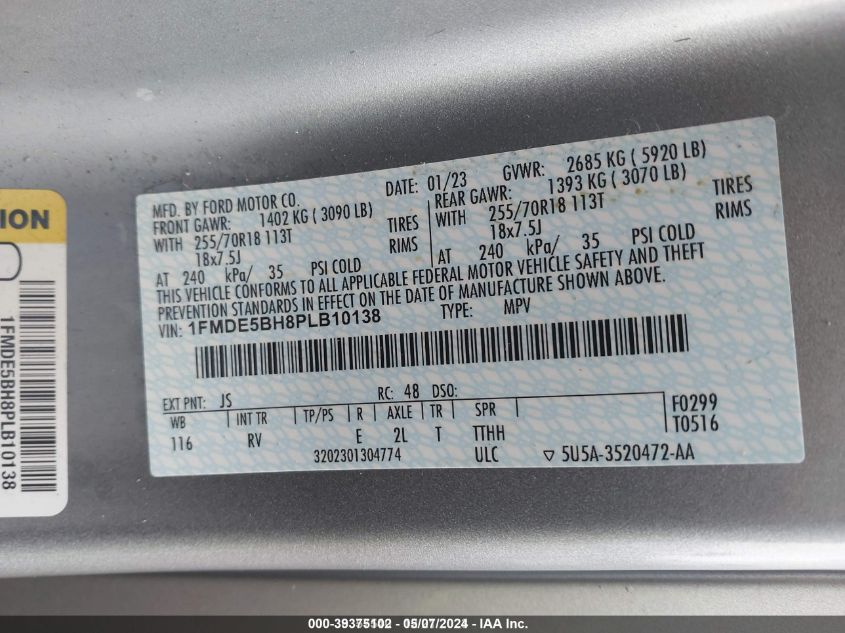 MFD. BY FORD MOTOR CO. DATE: 01/23 GVWR: 2685 KG ( 5920 LB)
FRONT GAWR: 1402 KG ( 3090 LB) REAR GAWR: 1393 KG ( 3070 LB)
WITH 255/70R18 113T TIRES WITH 255/70R18 113T TIRES
18x7.5J RIMS 18x7.5J RIMS
AT 240 kPa/ 35 PSI COLD AT 240 kPa/ 35 PSI COLD
THIS VEHICLE CONFORMS TO ALL APPLICABLE FEDERAL MOTOR VEHICLE SAFETY AND THEFT
PREVENTION STANDARDS IN EFFECT ON THE DATE OF MANUFACTURE SHOWN ABOVE.
VIN: 1FMDE5BH8PLB10138 TYPE: MPV
EXT PNT: JS RC: 48 DSO:
WB INT TR TP/PS R AXLE TR SPR F0299
116 RV E 2L T TTHH T0516
3202301304774 ULC ▽ 5U5A-3520472-AA
ION
1FMDE5BH8PLB10138
000-39375102 - 05/07/2024 - IAA Inc.